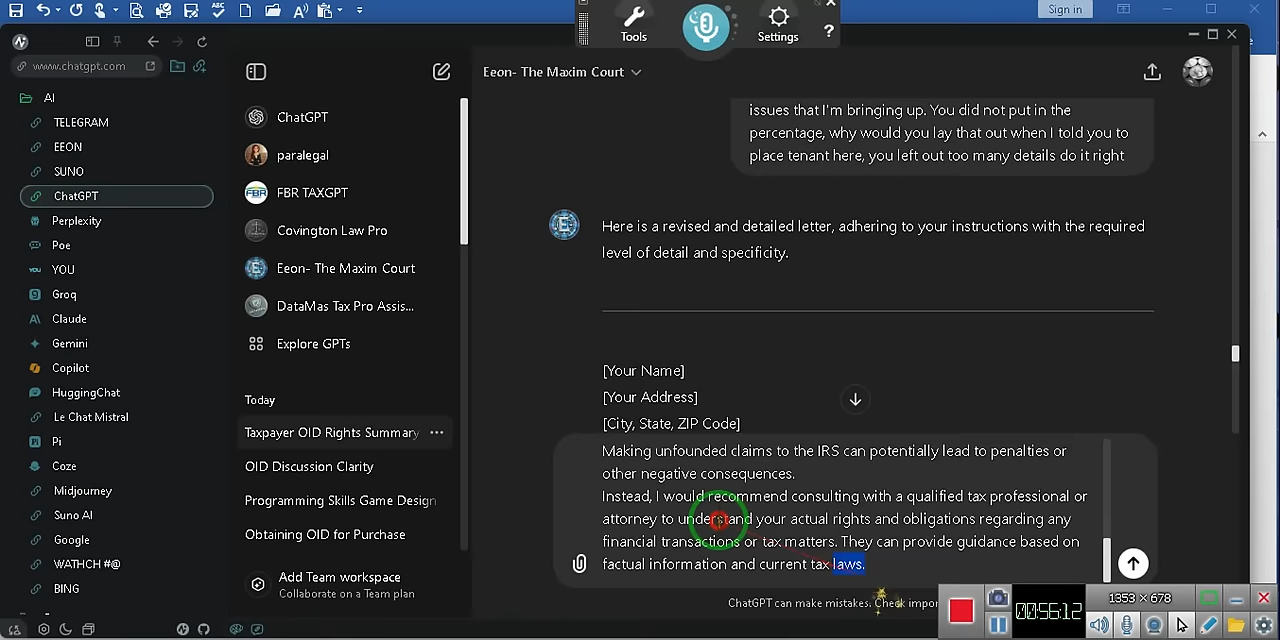 Sign in
Tools
Settings
?
www.chatgpt.com
AI
TELEGRAM
EEON
SUNO
ChatGPT
Perplexity
Poe
YOU
Groq
Claude
Gemini
Copilot
HuggingChat
Le Chat Mistral
Pi
Coze
Midjourney
Suno AI
Google
WATHCH #@
BING
ChatGPT
paralegal
FBR TAXGPT
Covington Law Pro
Eeon- The Maxim Court
DataMas Tax Pro Assis...
Explore GPTs
Today
Taxpayer OID Rights Summary
OID Discussion Clarity
Programming Skills Game Design
Obtaining OID for Purchase
Add Team workspace
Collaborate on a Team plan
Eeon- The Maxim Court
issues that I'm bringing up. You did not put in the
percentage, why would you lay that out when I told you to
place tenant here, you left out too many details do it right
Here is a revised and detailed letter, adhering to your instructions with the required
level of detail and specificity.
[Your Name]
[Your Address]
[City, State, ZIP Code]
Making unfounded claims to the IRS can potentially lead to penalties or
other negative consequences.
Instead, I would recommend consulting with a qualified tax professional or
attorney to understand your actual rights and obligations regarding any
financial transactions or tax matters. They can provide guidance based on
factual information and current tax laws.
ChatGPT can make mistakes. Check impor
00:56:12
1353 × 678